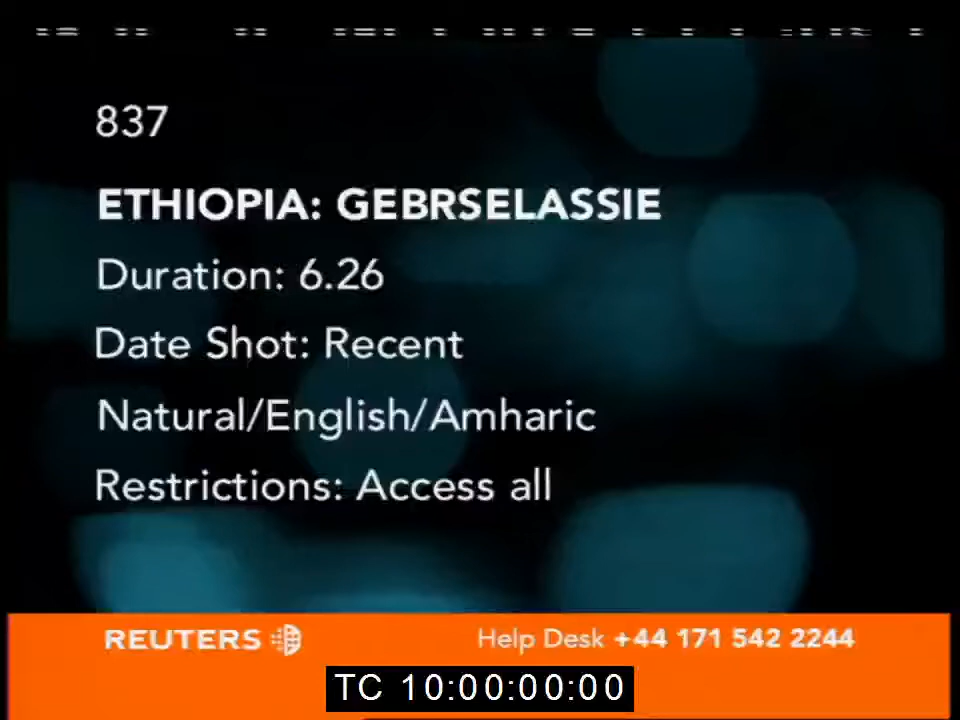 837
ETHIOPIA: GEBRSELASSIE
Duration: 6.26
Date Shot: Recent
Natural/English/Amharic
Restrictions: Access all
REUTERS Help Desk +44 171 542 2244
TC 10:00:00:00